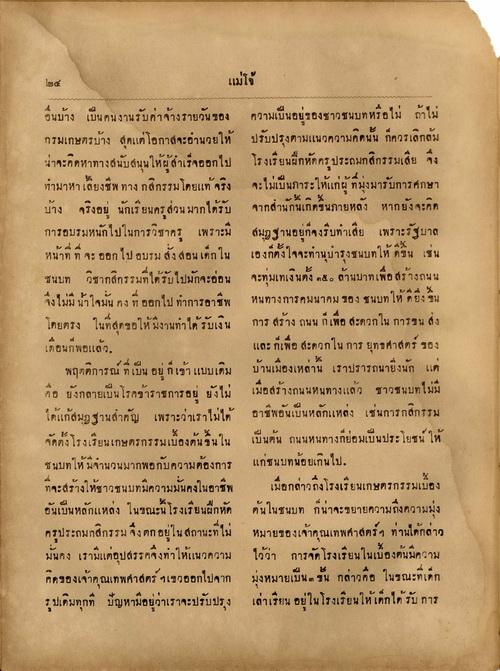 ๒๔
แม่โจ้
อื่นบ้าง เป็นคนงานรับค่าจ้างรายวันของ
กรมเกษตรบ้าง สุดแต่โอกาสจะอำนวยให้
น่าจะคิดหาทางสนับสนุนให้ผู้สำเร็จออกไป
ทำมาหาเลี้ยงชีพทางกสิกรรมโดยแท้จริง
บ้าง จริงอยู่ นักเรียนครูส่วนมากได้รับ
การอบรมหนักไปในการวิชาครู เพราะมี
หน้าที่ที่จะออกไปอบรมสั่งสอนเด็กใน
ชนบท วิชากสิกรรมที่ได้รับไปมักจะอ่อน
จึงไม่มีน้ำใจมั่นคงที่ออกไปทำการอาชีพ
โดยตรง ในที่สุดขอให้มีงานทำได้รับเงิน
เดือนก็พอแล้ว.
พฤตติการณ์ที่เป็นอยู่ก็เข้าแบบเดิม
คือ ยังกลายเป็นโรคข้าราชการอยู่ ยังไม่
ได้แก้สมุฏฐานสำคัญ เพราะว่าเราไม่ได้
จัดตั้งโรงเรียนเกษตรกรรมเบื้องต้นขึ้นใน
ชนบทให้มีจำนวนมากพอกับความต้องการ
ที่จะสร้างให้ชาวชนบทมีความมั่นคงในอาชีพ
อันเป็นหลักแหล่ง ในขณะนี้โรงเรียนฝึกหัด
ครูประถมกสิกรรม จึงตกอยู่ในสถานะที่ไม่
มั่นคง เรามีแต่อุปสรรคจึงทำให้แนวความ
คิดของเจ้าคุณเทพศาสตร์ฯ เขวออกไปจาก
รูปเดิมทุกที ปัญหามีอยู่ว่าเราจะปรับปรุง
ความเป็นอยู่ของชาวชนบทหรือไม่ ถ้าไม่
ปรับปรุงตามแนวความคิดนั้น ก็ควรเลิกล้ม
โรงเรียนฝึกหัดครูประถมกสิกรรมเสีย จึง
จะไม่เป็นภาระให้แก่ผู้ที่มุ่งมารับการศึกษา
จากสำนักนี้เกิดขึ้นภายหลัง หากยังจะคิด
สมุฏฐานอยู่ก็จงรีบทำเสีย เพราะรัฐบาล
เองก็ตั้งใจจะทำนุบำรุงชนบทให้ดีขึ้น เช่น
จะทุ่มเทเงินตั้ง ๑๕๐ ล้านบาทเพื่อสร้างถนน
หนทางการคมนาคมของชนบทให้ดียิ่งขึ้น
การสร้างถนนก็เพื่อสะดวกในการขนส่ง
และก็เพื่อสะดวกในการยุทธศาสตร์ของ
บ้านเมืองเหล่านี้ เราปรารถนายิ่งนัก แต่
เมื่อสร้างถนนหนทางแล้ว ชาวชนบทไม่มี
อาชีพอันเป็นหลักแหล่ง เช่นการกสิกรรม
เป็นต้น ถนนหนทางก็ย่อมเป็นประโยชน์ให้
แก่ชนบทน้อยเกินไป.
เมื่อกล่าวถึงโรงเรียนเกษตรกรรมเบื้อง
ต้นในชนบท ก็น่าจะขยายความถึงความมุ่ง
หมายของเจ้าคุณเทพศาสตร์ฯ ท่านได้กล่าว
ไว้ว่า การจัดโรงเรียนในเบื้องต้นมีความ
มุ่งหมายเป็น ๓ ชั้น กล่าวคือ ในขณะที่เด็ก
เล่าเรียนอยู่ในโรงเรียนให้เด็กได้รับการ